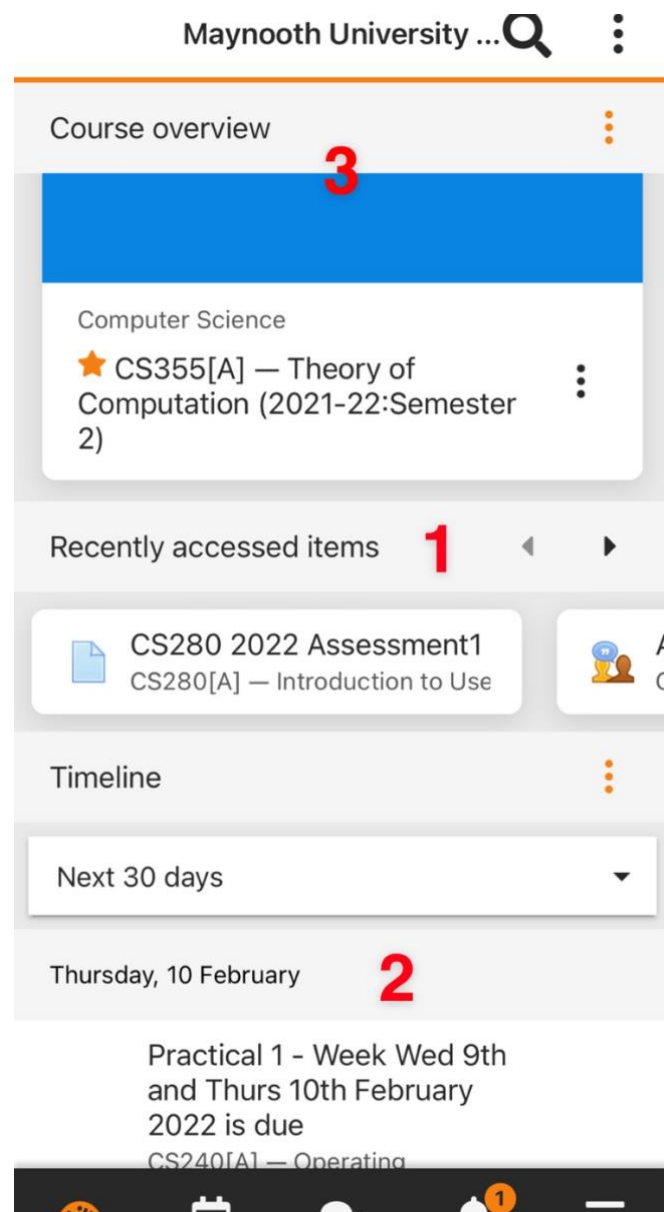 Maynooth University ...
Course overview
3
Computer Science
CS355[A] — Theory of
Computation (2021-22:Semester
2)
Recently accessed items 1
CS280 2022 Assessment1
CS280[A] — Introduction to Use
A
Timeline
Next 30 days
Thursday, 10 February 2
Practical 1 - Week Wed 9th
and Thurs 10th February
2022 is due
CS240[A] — Operating
1